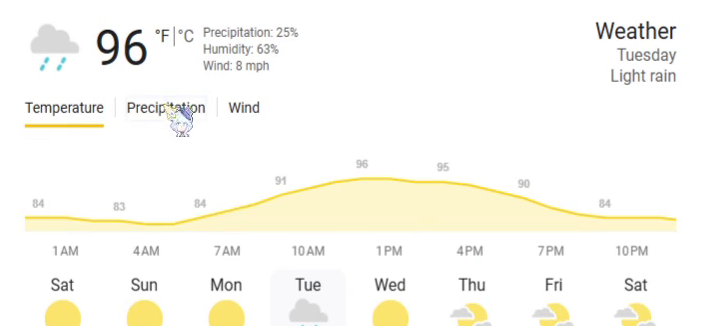 96 °F | °C
Precipitation: 25%
Humidity: 63%
Wind: 8 mph
Weather
Tuesday
Light rain
Temperature Precipitation Wind
84 83 84 91 96 95 90 84
1 AM 4 AM 7 AM 10 AM 1 PM 4 PM 7 PM 10 PM
Sat Sun Mon Tue Wed Thu Fri Sat